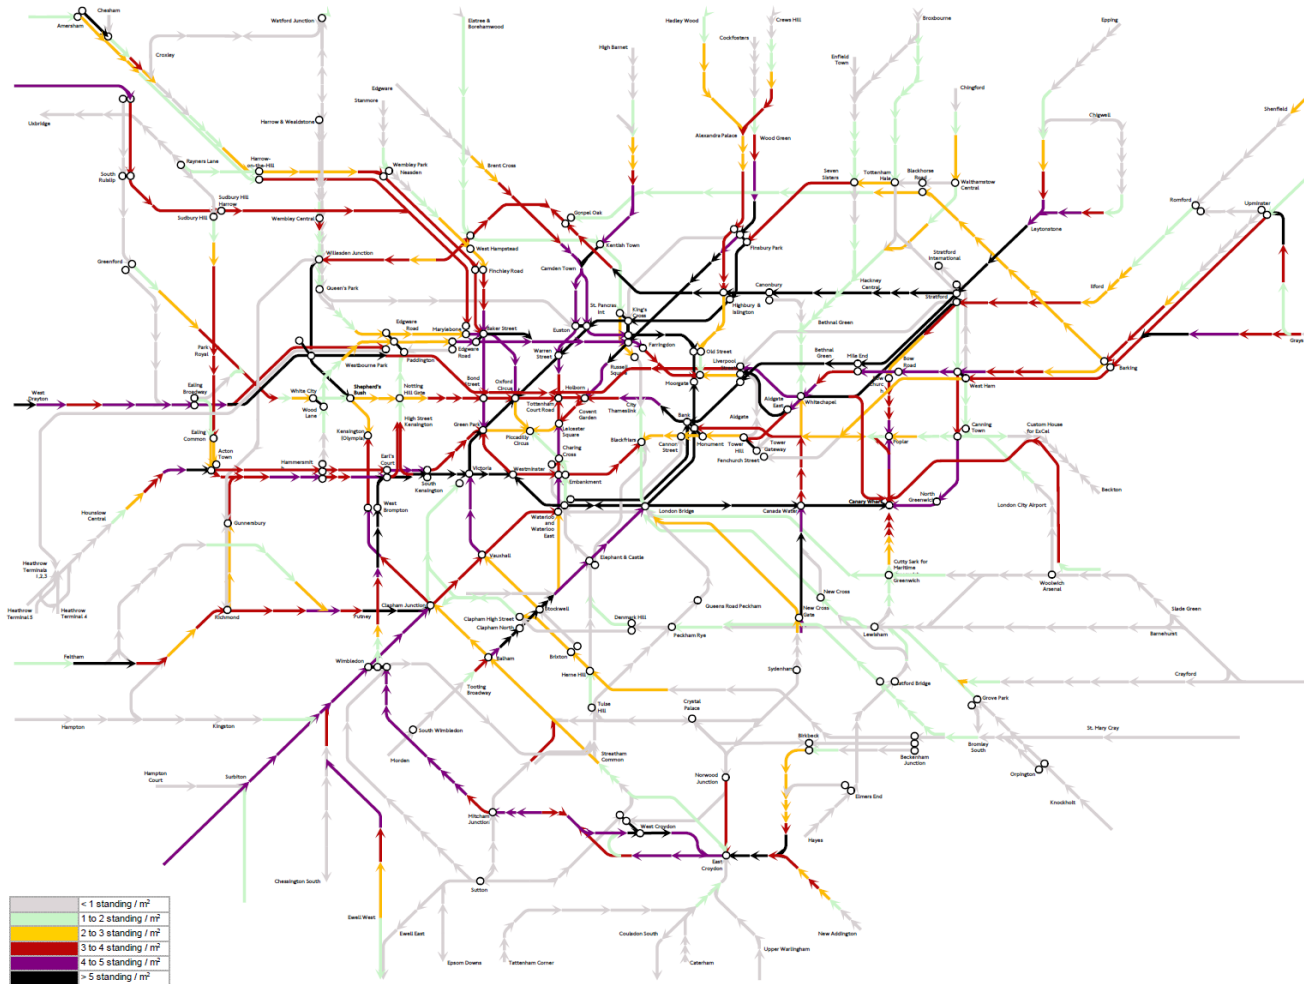 Chesham
Amersham
Watford Junction
Elstree &
Borehamwood
Hadley Wood
Crews Hill
Broxbourne
Epping
Cockfosters
High Barnet
Croxley
Enfield
Town
Edgware
Stanmore
Chingford
Shenfield
Uxbridge
Harrow & Wealdstone
Alexandra Palace
Wood Green
Chigwell
Rayners Lane
Harrow-
on-the-Hill
Wembley Park
Neasden
Brent Cross
Seven
Sisters
Tottenham
Hale
Blackhorse
Road
Walthamstow
Central
South
Ruislip
Sudbury Hill
Harrow
Sudbury Hill
Wembley Central
Gospel Oak
Romford
Upminster
Leytonstone
Kentish Town
Finsbury Park
West Hampstead
Willesden Junction
Greenford
Finchley Road
Camden Town
Stratford
International
Queen's Park
Canonbury
Hackney
Central
Stratford
Ilford
St. Pancras
Int
King's
Cross
Highbury &
Islington
Edgware
Road
Marylebone
Baker Street
Euston
Bethnal Green
Grays
Park
Royal
Paddington
Edgware
Road
Warren
Street
Farringdon
Old Street
Liverpool
Bethnal
Green
Mile End
Bow
Road
Westbourne Park
Russell
Square
Moorgate
Barking
Bond
Street
Oxford
Circus
Holborn
West Ham
West
Drayton
Ealing
Broadway
White City
Shepherd's
Bush
Notting
Hill Gate
Wood
Lane
Tottenham
Court Road
Covent
Garden
City
Thameslink
Aldgate
Aldgate
East
Whitechapel
High Street
Kensington
Green Park
Leicester
Square
Bank
Canning
Town
Custom House
for ExCel
Kensington
(Olympia)
Piccadilly
Circus
Blackfriars
Cannon
Street
Monument
Tower
Hill
Tower
Gateway
Fenchurch Street
Poplar
Ealing
Common
Acton
Town
Hammersmit
Earl's
Court
South
Kensington
Victoria
Westminster
Charing
Cross
Embankment
Beckton
Hounslow
Central
Gunnersbury
West
Brompton
Waterloo
and
Waterloo
East
London Bridge
Canada Water
Canary Wharf
North
Greenwich
London City Airport
Heathrow
Terminals
1,2,3
Vauxhall
Elephant & Castle
Cutty Sark for
Maritime
Greenwich
Woolwich
Arsenal
Heathrow
Terminal 5
Heathrow
Terminal 4
Richmond
Putney
Clapham Junction
Stockwell
Clapham High Street
Clapham North
Denmark Hill
Queens Road Peckham
New Cross
New Cross
Gate
Slade Green
Peckham Rye
Lewisham
Barnehurst
Feltham
Wimbledon
Balham
Brixton
Herne Hill
Sydenham
Crayford
Tooting
Broadway
Tulse
Hill
Crystal
Palace
Grove Park
Hampton
Kingston
South Wimbledon
Morden
Streatham
Common
Birkbeck
Beckenham
Junction
Bromley
South
St. Mary Cray
Hampton
Court
Surbiton
Norwood
Junction
Elmers End
Orpington
Knockholt
Mitcham
Junction
West Croydon
Hayes
East
Croydon
Chessington South
Sutton
Ewell West
Ewell East
Epsom Downs
Tattenham Corner
Couladon South
Caterham
Upper Warlingham
New Addington
< 1 standing / m²
1 to 2 standing / m²
2 to 3 standing / m²
3 to 4 standing / m²
4 to 5 standing / m²
> 5 standing / m²